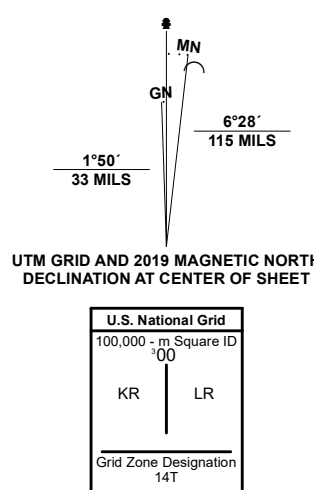 MN
GN
6°28´
115 MILS
1°50´
33 MILS
UTM GRID AND 2019 MAGNETIC NORTH
DECLINATION AT CENTER OF SHEET
U.S. National Grid
100,000 - m Square ID
³00
KR LR
Grid Zone Designation
14T